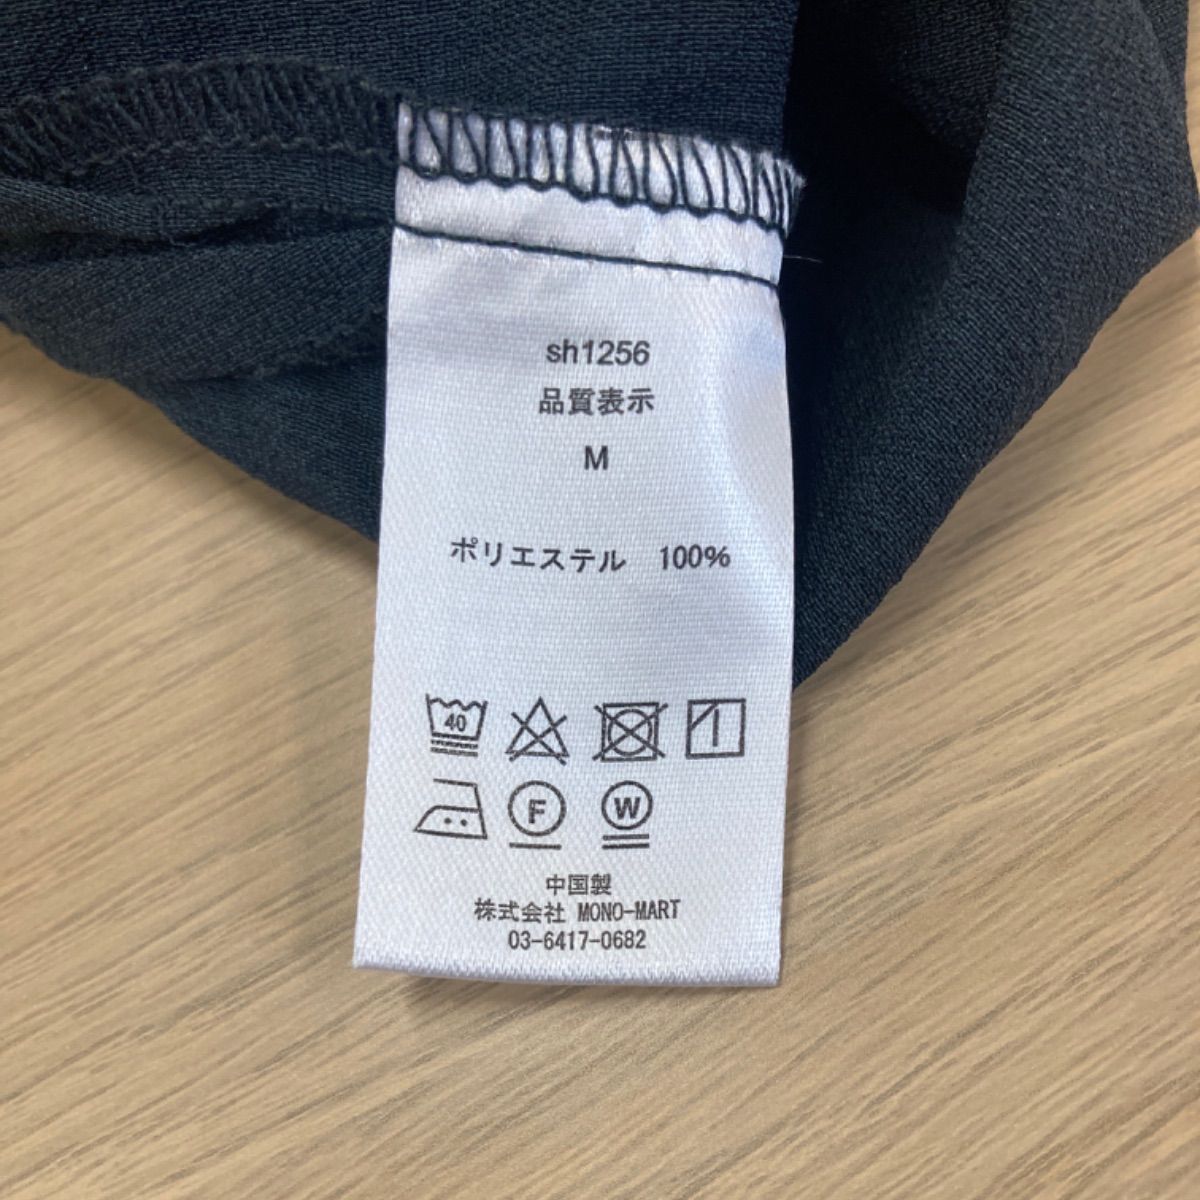 sh1256
品質表示
M
ポリエステル 100%
40
F W
中国製
株式会社 MONO-MART
03-6417-0682